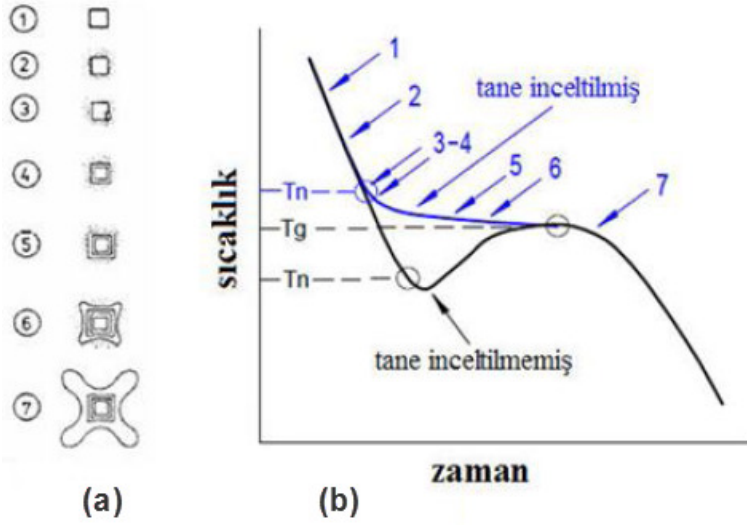 1
2
3
4
5
6
7
(a)
1
2
tane inceltilmiş
3-4
5
6
7
Tn
Tg
Tn
sıcaklık
tane inceltilmemiş
zaman
(b)